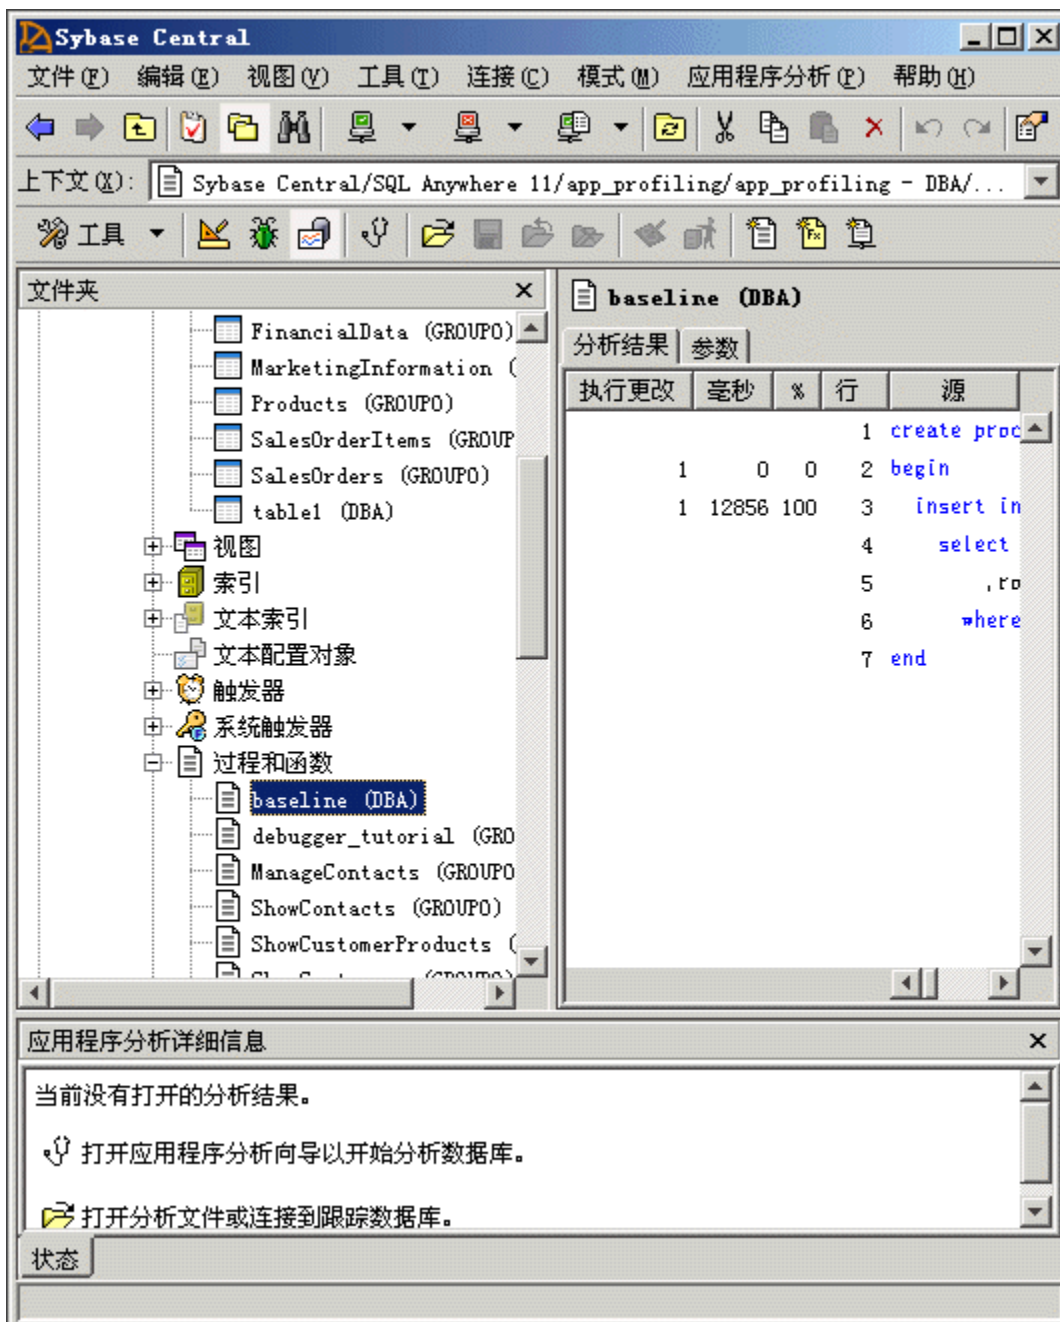 Sybase Central
文件(F) 编辑(E) 视图(V) 工具(T) 连接(C) 模式(M) 应用程序分析(P) 帮助(H)
上下文(X): Sybase Central/SQL Anywhere 11/app_profiling/app_profiling - DBA/...
工具
文件夹
FinancialData (GROUPO)
MarketingInformation (
Products (GROUPO)
SalesOrderItems (GROUP
SalesOrders (GROUPO)
table1 (DBA)
视图
索引
文本索引
文本配置对象
触发器
系统触发器
过程和函数
baseline (DBA)
debugger_tutorial (GRO
ManageContacts (GROUPO
ShowContacts (GROUPO)
ShowCustomerProducts (
baseline (DBA)
分析结果 参数
执行更改 毫秒 % 行 源
1 create proc
1 0 0 2 begin
1 12856 100 3 insert in
4 select
5 ,ro
6 where
7 end
应用程序分析详细信息
当前没有打开的分析结果。
打开应用程序分析向导以开始分析数据库。
打开分析文件或连接到跟踪数据库。
状态